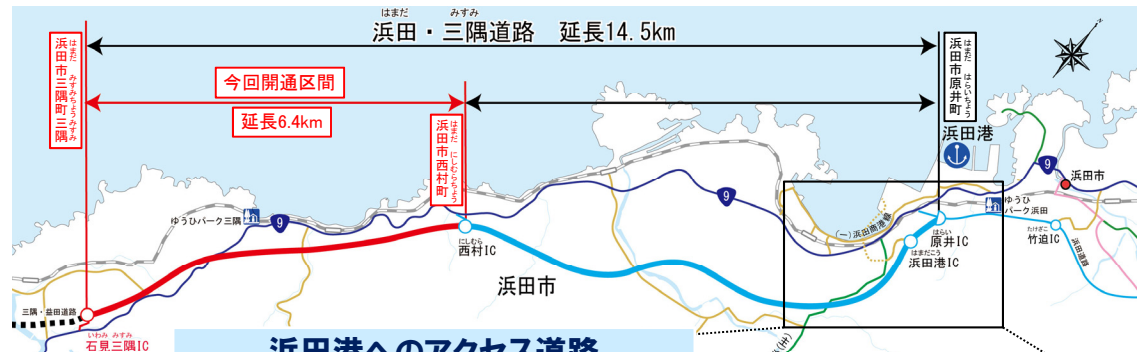 はまだ みすみ
浜田・三隅道路 延長14.5km
はまだ みすみちょうみすみ
浜田市三隅町三隅
今回開通区間
延長6.4km
はまだ にしむらちょう
浜田市西村町
はまだ はらいちょう
浜田市原井町
浜田港
9
浜田市
9
ゆうひパーク三隅
9
(一)浜田商港線
ゆうひ
パーク浜田
はらい
原井IC
たけざこ
竹迫IC
浜田道路
にしむら
西村IC
はまだこう
浜田港IC
浜田市
三隅・益田道路
いわみ みすみ
石見三隅IC
浜田港へのアクセス道路
(主)